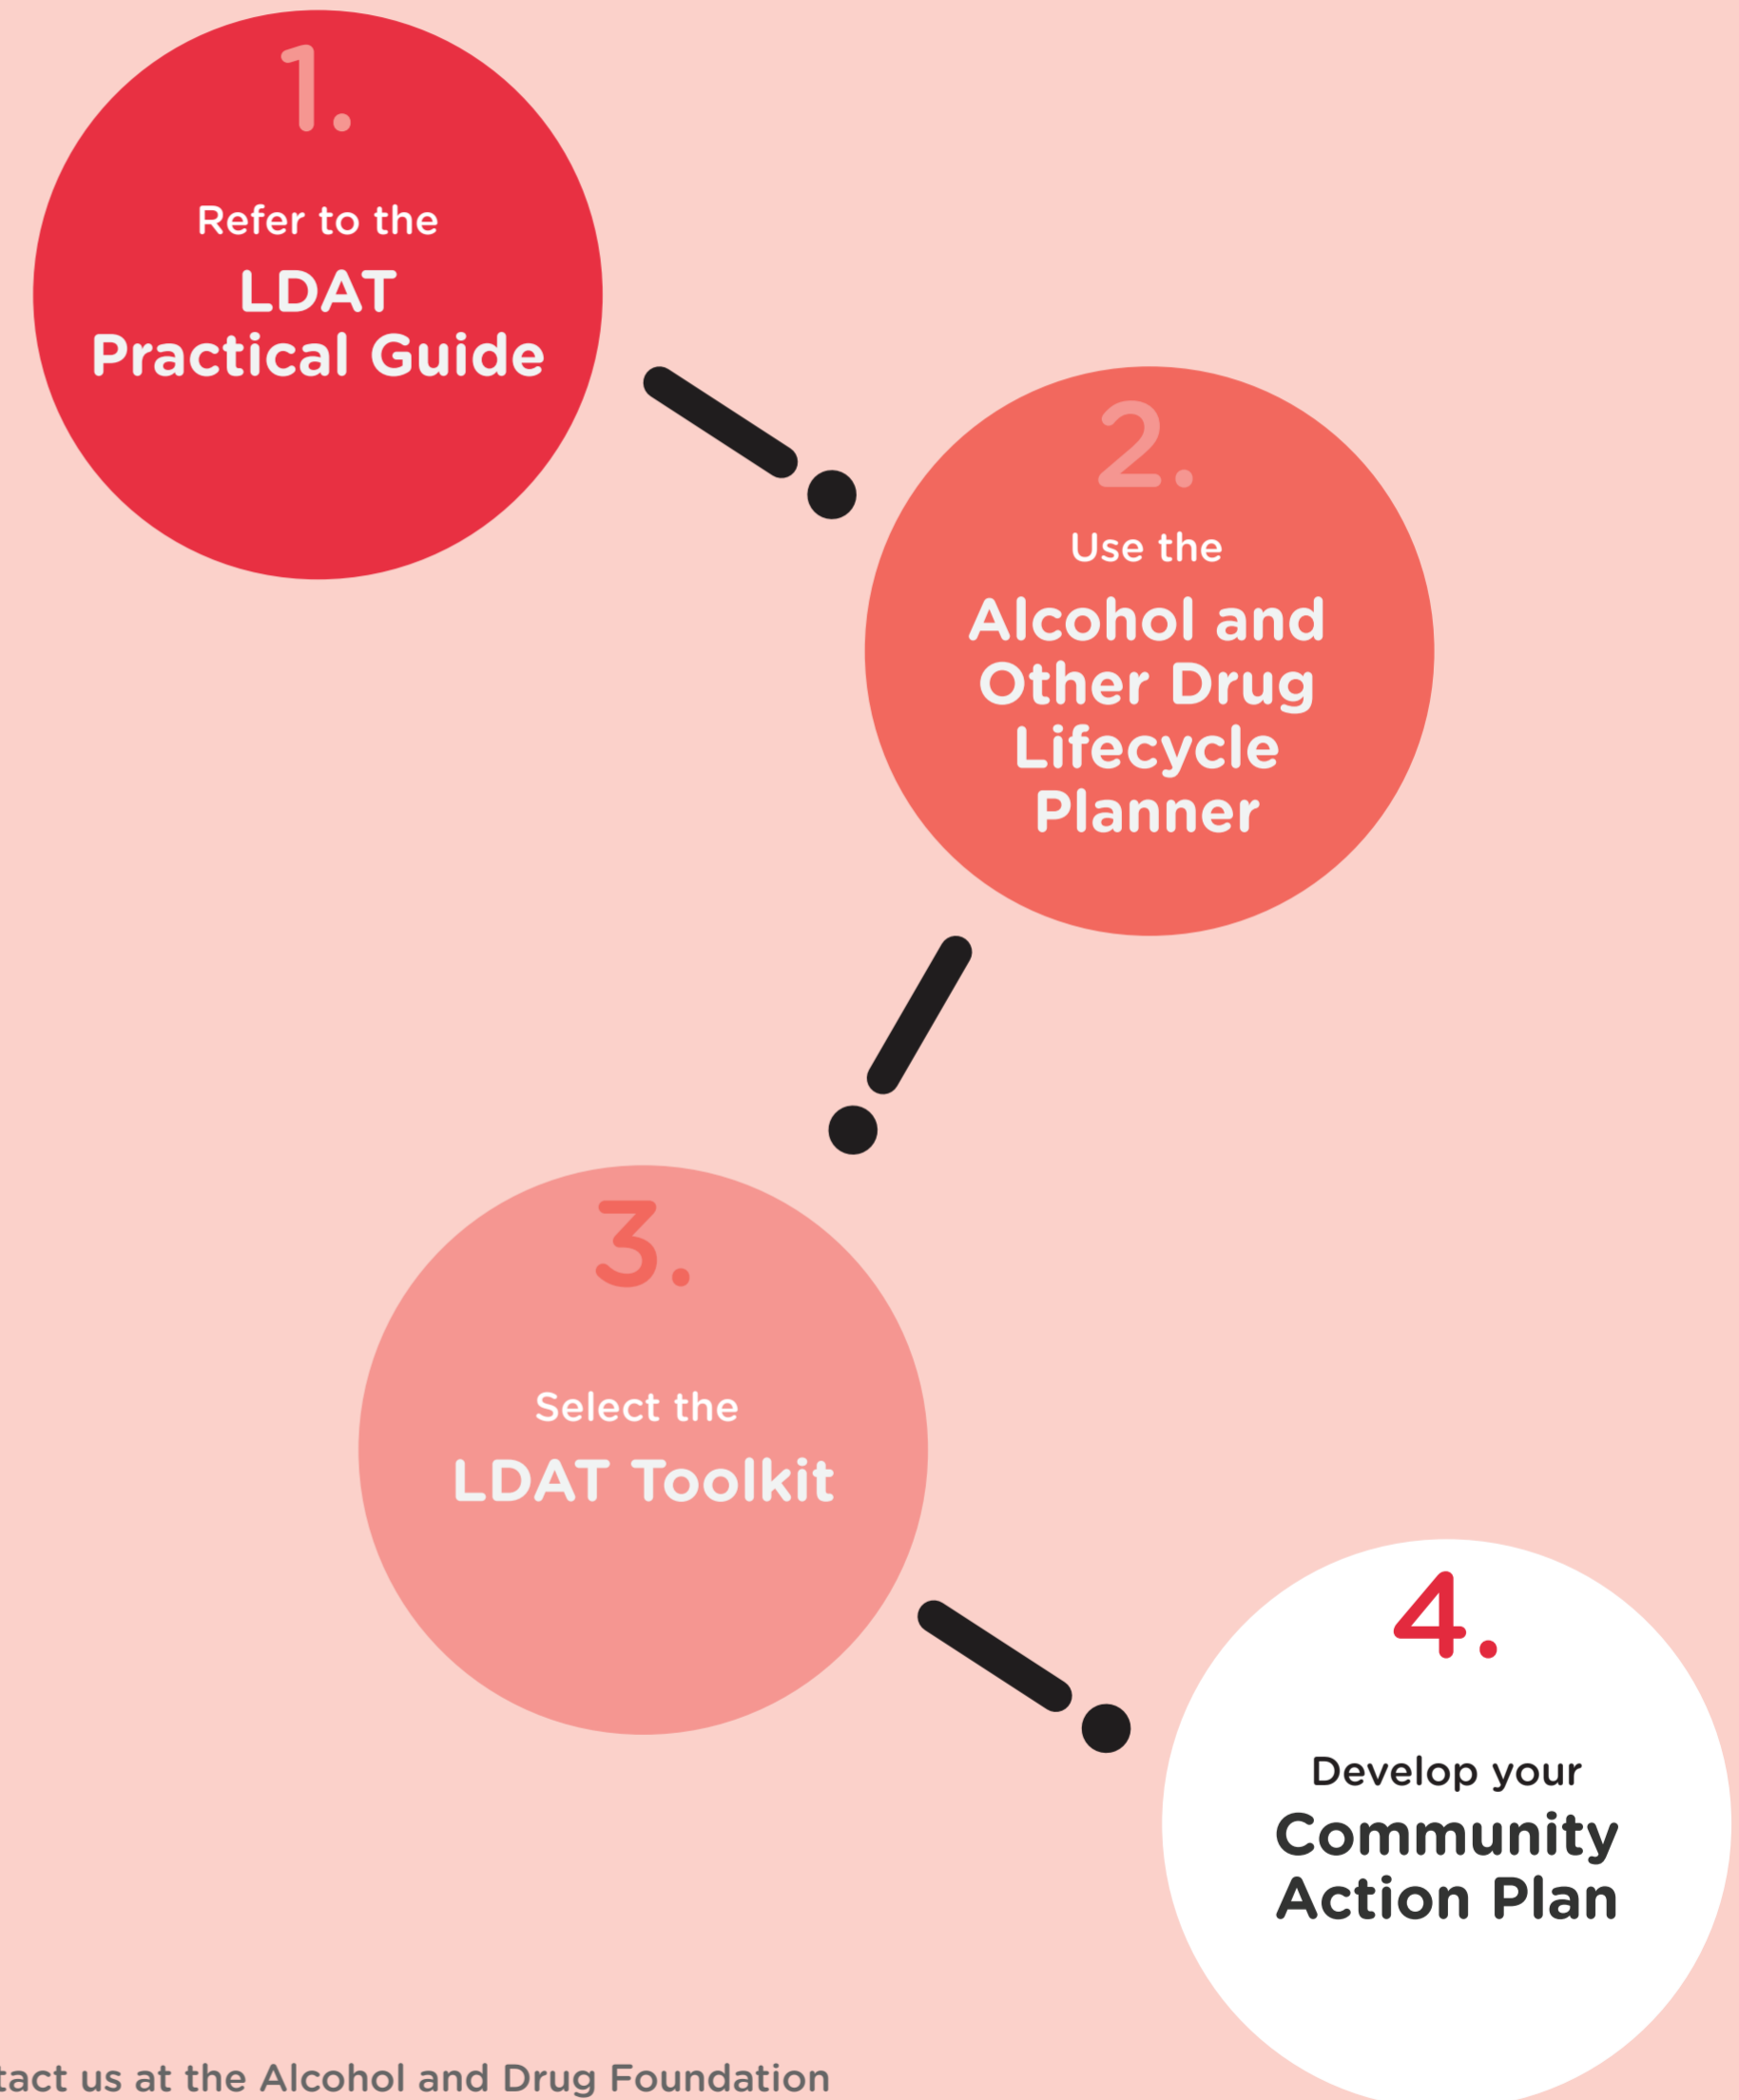 1.
Refer to the
LDAT
Practical Guide
2.
Use the
Alcohol and
Other Drug
Lifecycle
Planner
3.
Select the
LDAT Toolkit
4.
Develop your
Community
Action Plan
us at the Alcohol and Drug Foundation